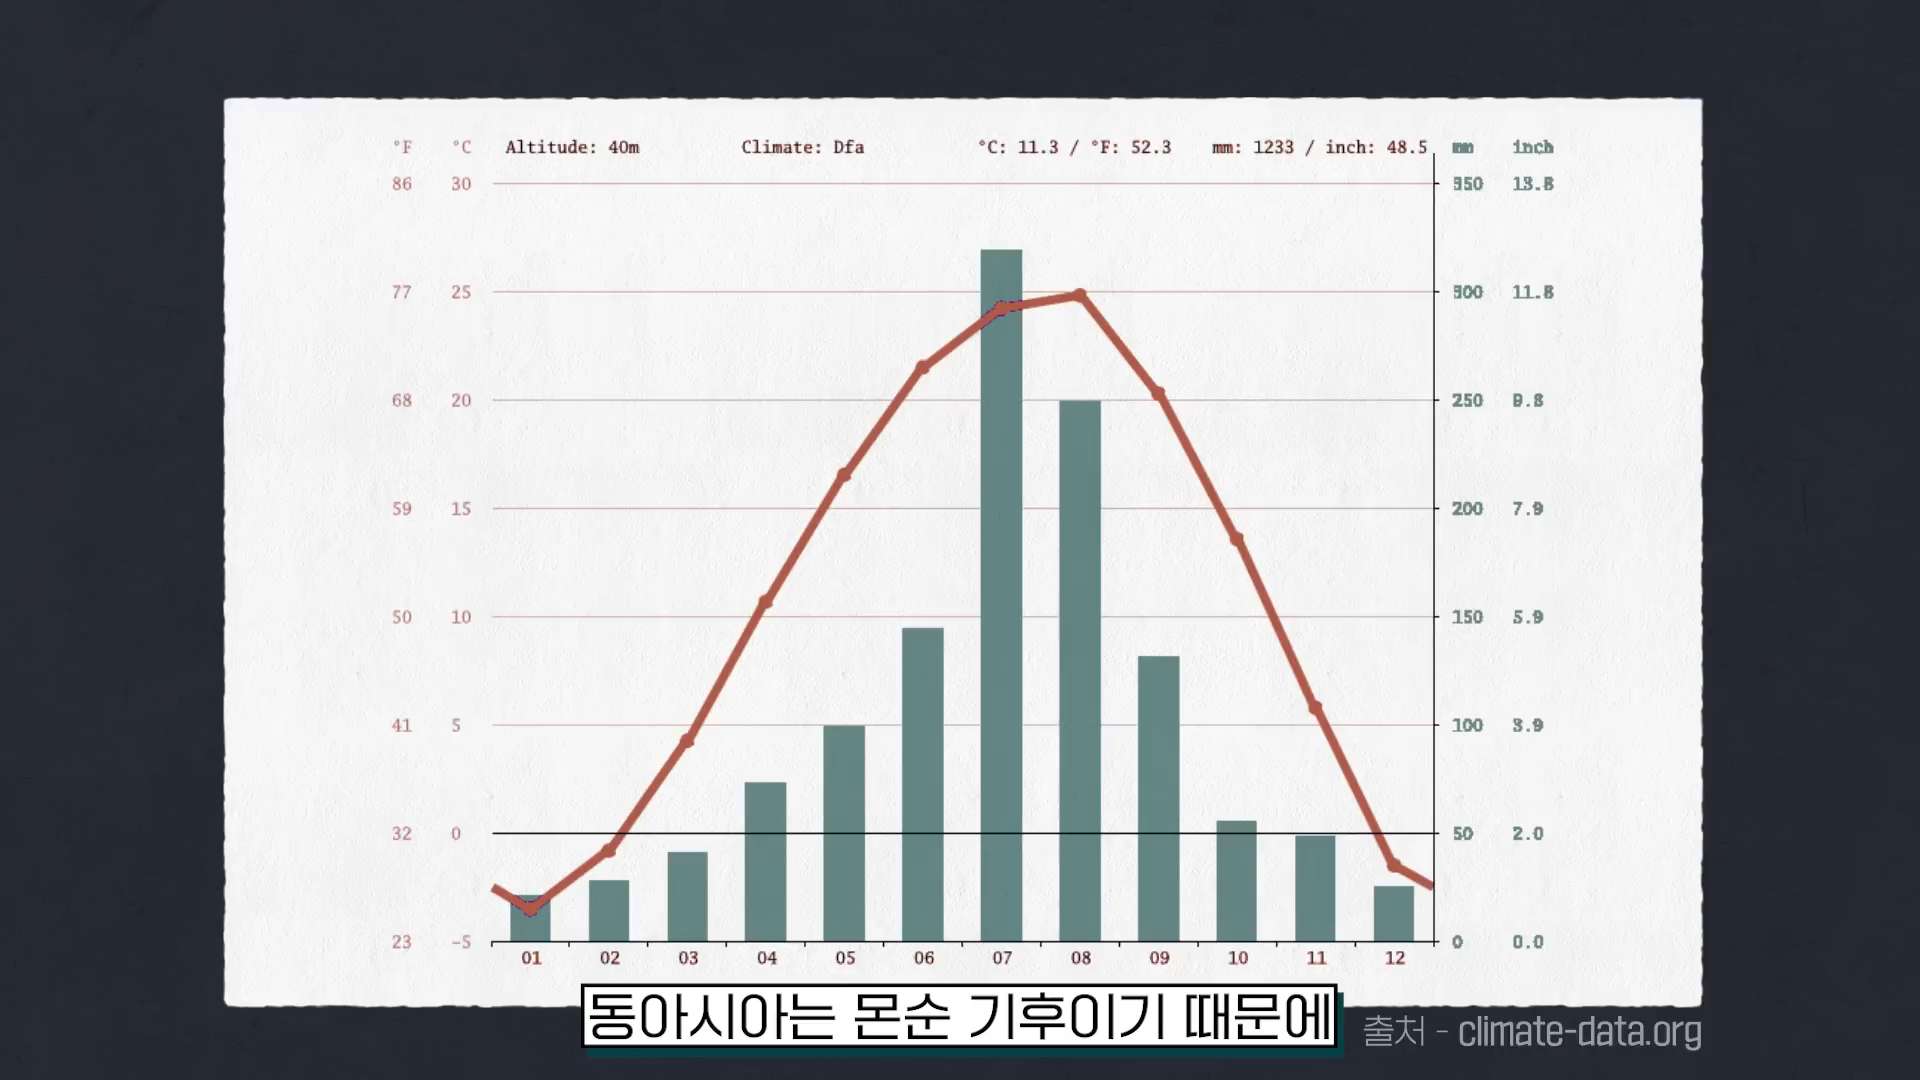 °F °C Altitude: 40m Climate: Dfa °C: 11.3 / °F: 52.3 mm: 1233 / inch: 48.5 mm inch
86 30 350 13.8
77 25 300 11.8
68 20 250 9.8
59 15 200 7.9
50 10 150 5.9
41 5 100 3.9
32 0 50 2.0
23 -5 0 0.0
01 02 03 04 05 06 07 08 09 10 11 12
동아시아는 몬순 기후이기 때문에
출처 - climate-data.org